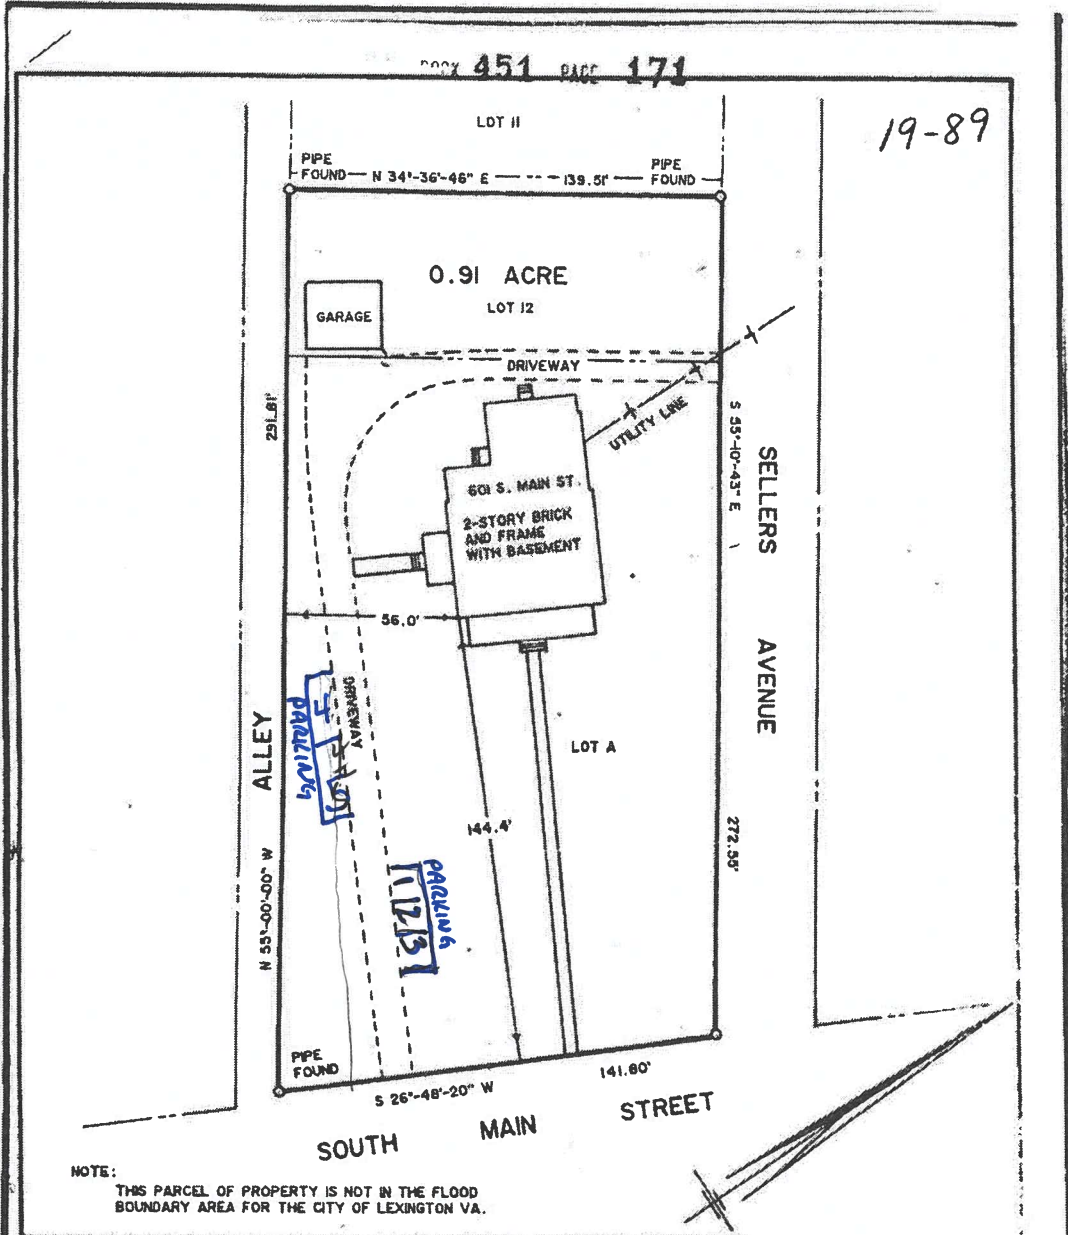 BOOK 451 PAGE 171
19-89
LOT 11
PIPE FOUND
N 34°-36'-46" E
139.51'
PIPE FOUND
0.91 ACRE
LOT 12
GARAGE
DRIVEWAY
UTILITY LINE
291.81'
S 55°-10'-43" E
SELLERS AVENUE
601 S. MAIN ST.
2-STORY BRICK
AND FRAME
WITH BASEMENT
56.0'
DRIVEWAY
PARKING
LOT A
ALLEY
144.4'
272.55'
PARKING
1 2 3
N 55°-00'-00" W
PIPE
FOUND
S 26°-48'-20" W
141.80'
SOUTH MAIN STREET
NOTE:
THIS PARCEL OF PROPERTY IS NOT IN THE FLOOD
BOUNDARY AREA FOR THE CITY OF LEXINGTON VA.